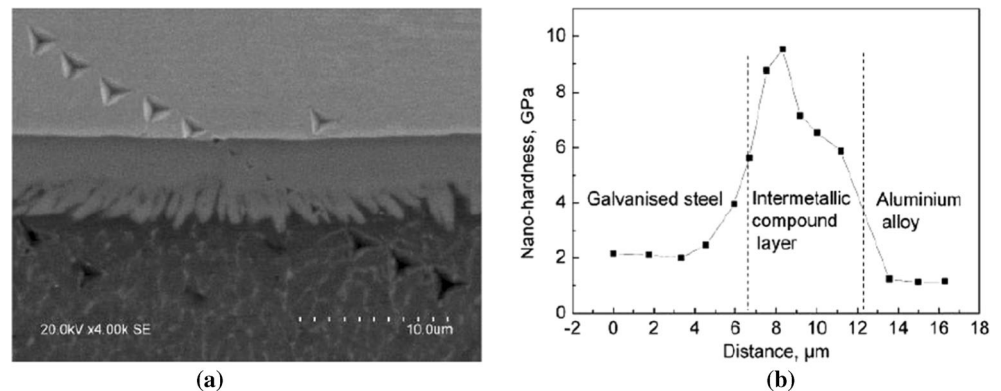 20.0kV x4.00k SE
10.0um
(a)
Nano-hardness, GPa
10
8
6
4
2
0
Galvanised steel
Intermetallic
compound
layer
Aluminium
alloy
-2 0 2 4 6 8 10 12 14 16 18
Distance, μm
(b)